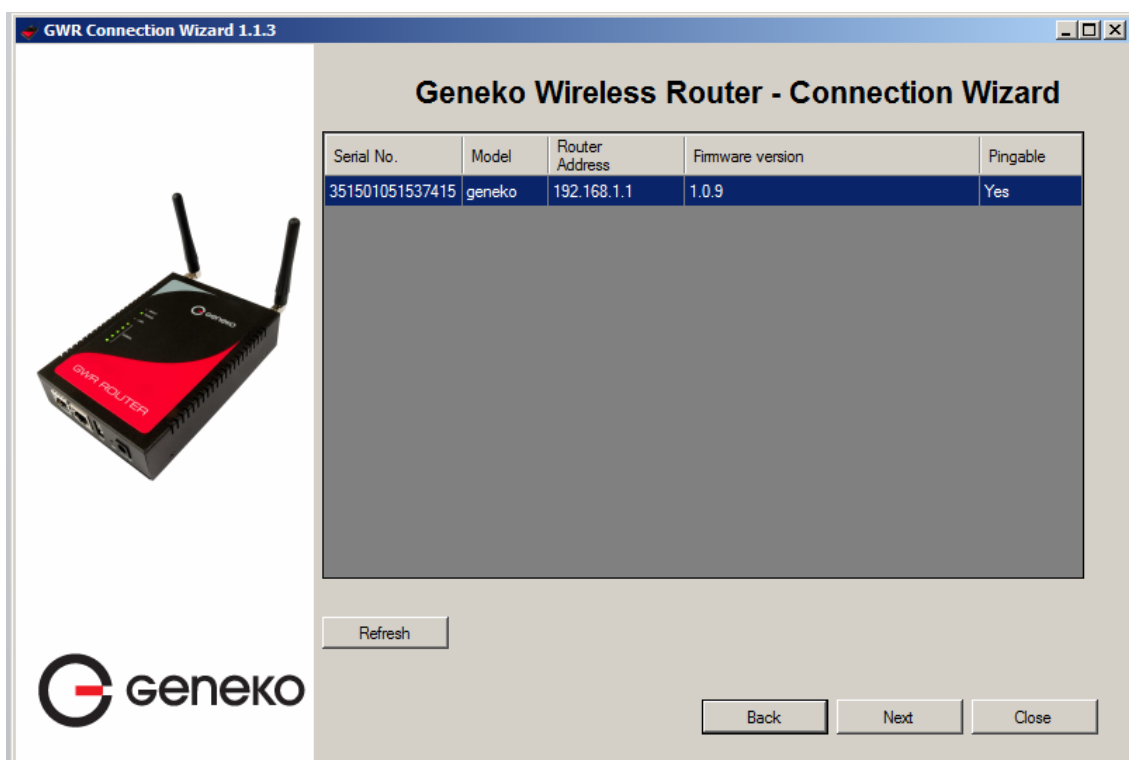 GWR Connection Wizard 1.1.3
Geneko Wireless Router - Connection Wizard
Serial No. Model Router Address Firmware version Pingable
351501051537415 geneko 192.168.1.1 1.0.9 Yes
Geneko
GWR ROUTER
Refresh
Geneko
Back Next Close